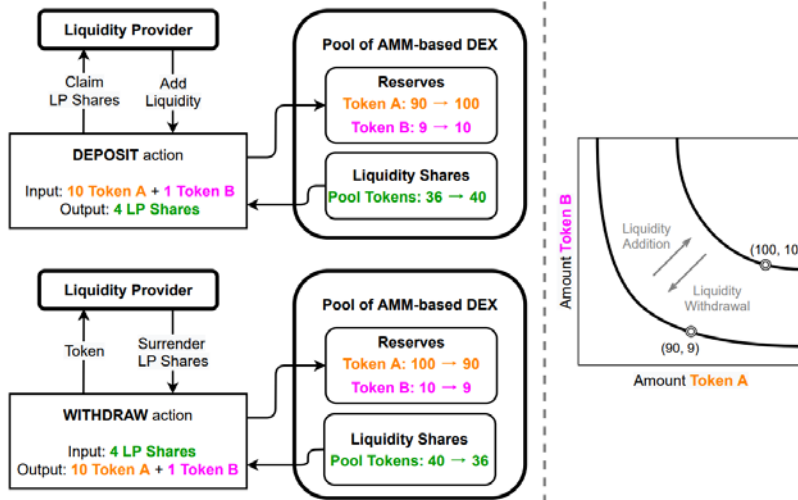 Liquidity Provider
Claim
LP Shares
Add
Liquidity
DEPOSIT action
Input: 10 Token A + 1 Token B
Output: 4 LP Shares
Pool of AMM-based DEX
Reserves
Token A: 90 → 100
Token B: 9 → 10
Liquidity Shares
Pool Tokens: 36 → 40
Liquidity Provider
Token
Surrender
LP Shares
WITHDRAW action
Input: 4 LP Shares
Output: 10 Token A + 1 Token B
Pool of AMM-based DEX
Reserves
Token A: 100 → 90
Token B: 10 → 9
Liquidity Shares
Pool Tokens: 40 → 36
Amount Token B
Liquidity
Addition
(100, 10
Liquidity
Withdrawal
(90, 9)
Amount Token A